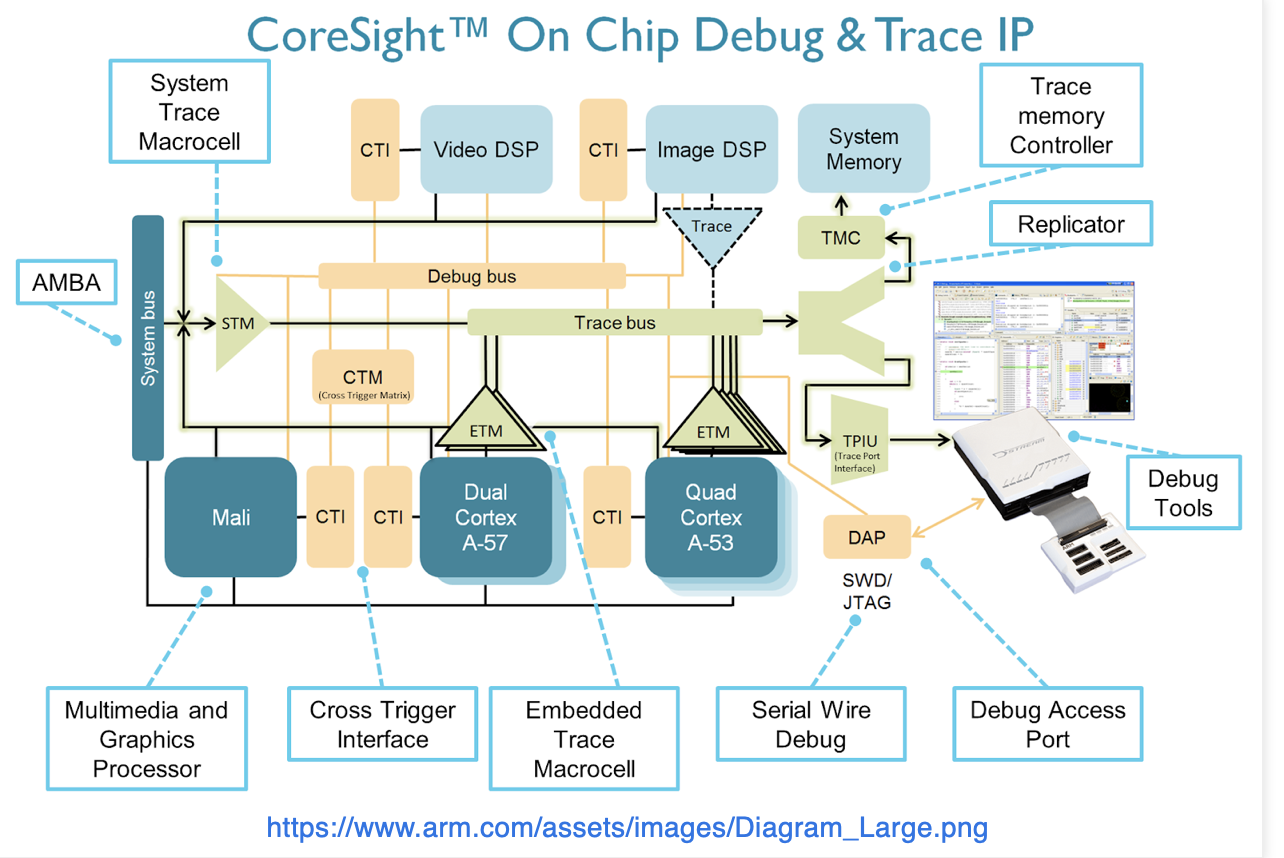 CoreSight™ On Chip Debug & Trace IP
System
Trace
Macrocell
Trace
memory
Controller
CTI
Video DSP
CTI
Image DSP
System
Memory
Replicator
Trace
TMC
AMBA
System bus
Debug bus
STM
Trace bus
CTM
(Cross Trigger Matrix)
ETM
ETM
TPIU
(Trace Port
Interface)
Debug
Tools
Mali
CTI
CTI
Dual
Cortex
A-57
CTI
Quad
Cortex
A-53
DAP
SWD/
JTAG
Multimedia and
Graphics
Processor
Cross Trigger
Interface
Embedded
Trace
Macrocell
Serial Wire
Debug
Debug Access
Port
https://www.arm.com/assets/images/Diagram_Large.png